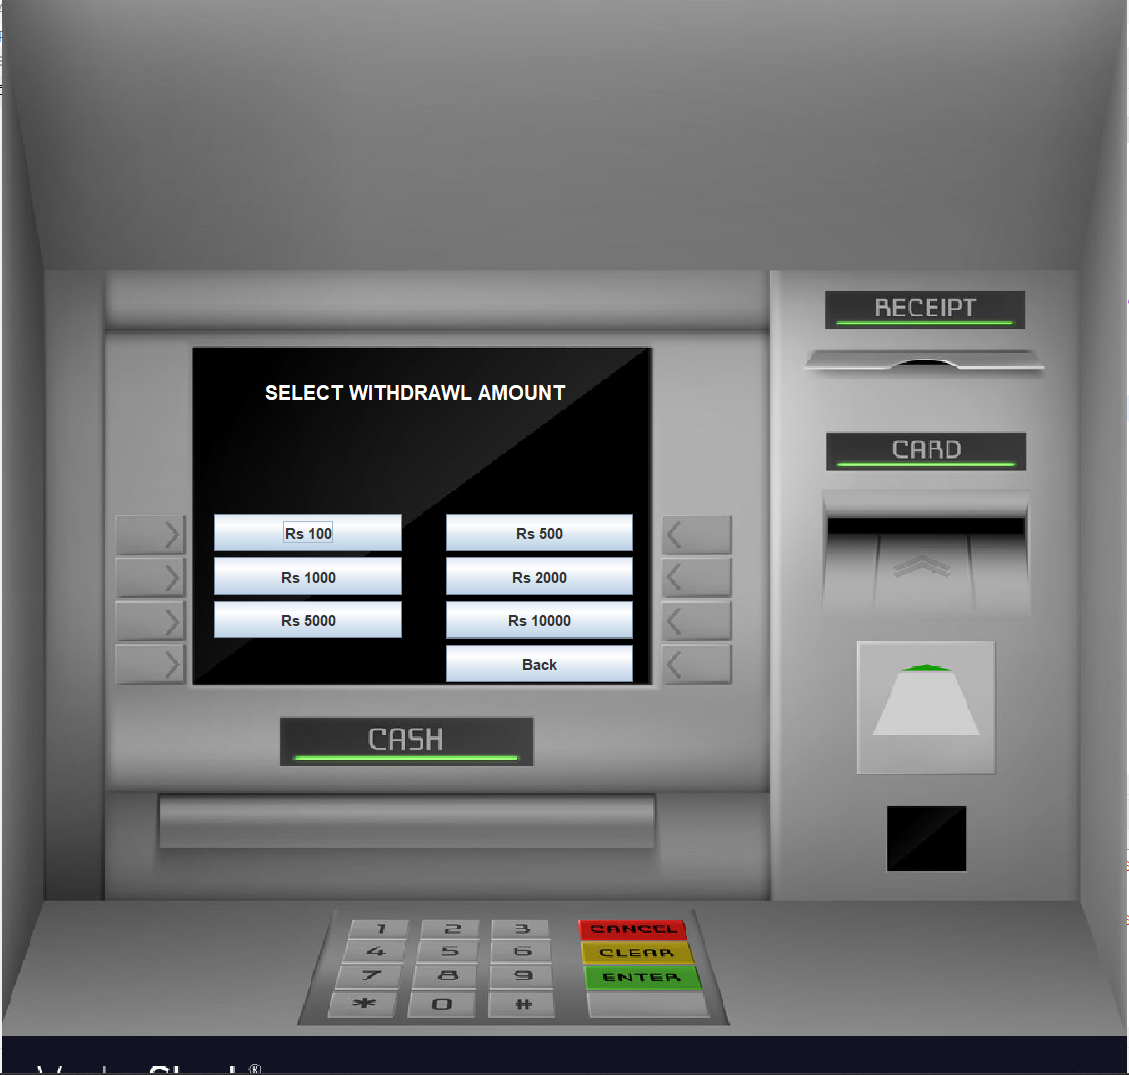 RECEIPT
SELECT WITHDRAWL AMOUNT
CARD
Rs 100
Rs 500
Rs 1000
Rs 2000
Rs 5000
Rs 10000
Back
CASH
1 2 3 CANCEL
4 5 6 CLEAR
7 8 9 ENTER
* 0 #